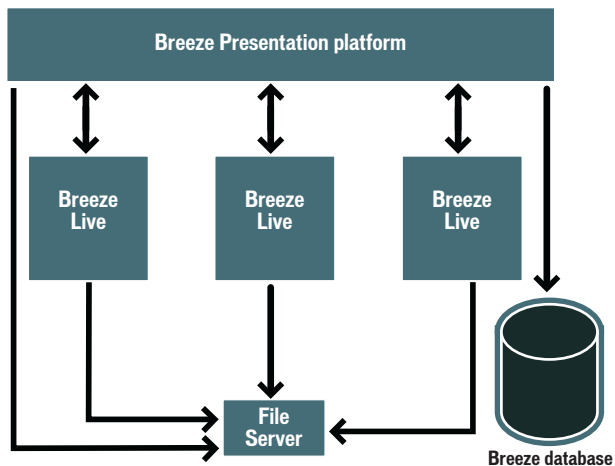 Breeze Presentation platform
Breeze
Live
Breeze
Live
Breeze
Live
File
Server
Breeze database